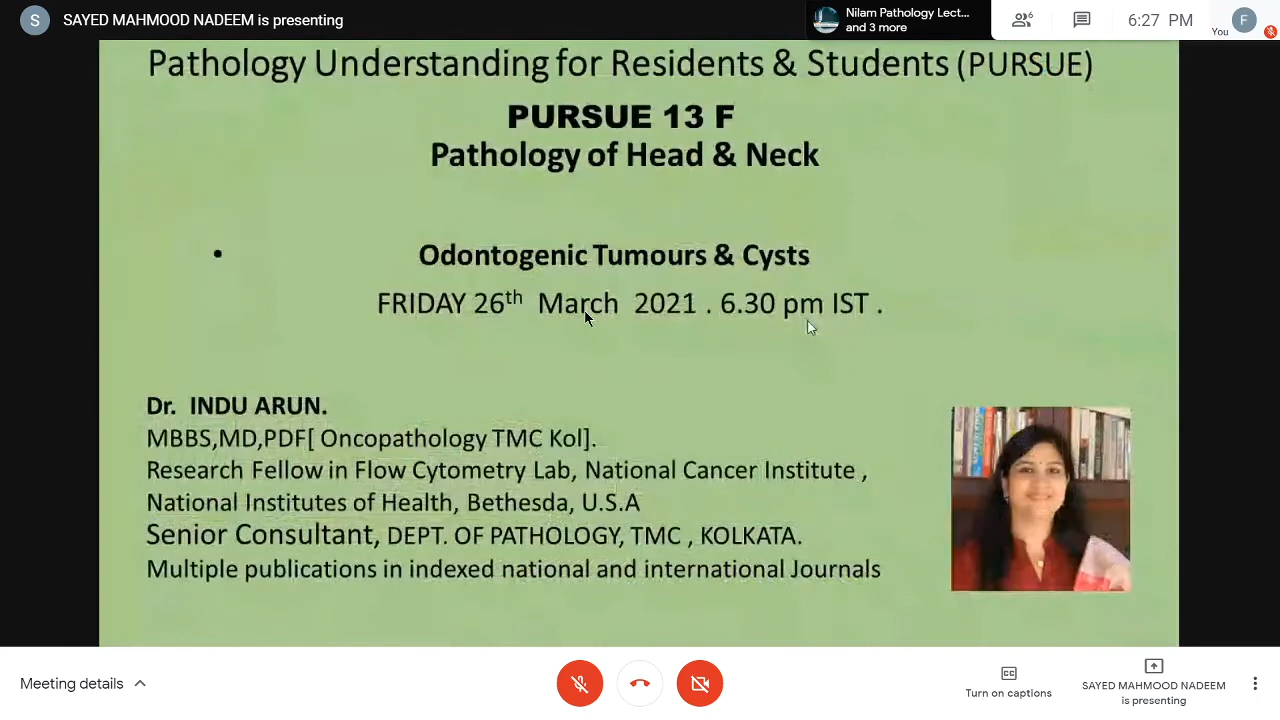 S
SAYED MAHMOOD NADEEM is presenting
Nilam Pathology Lect...
and 3 more
6
6:27 PM
You
F
Pathology Understanding for Residents & Students (PURSUE)
PURSUE 13 F
Pathology of Head & Neck
• Odontogenic Tumours & Cysts
FRIDAY 26th March 2021 . 6.30 pm IST .
Dr. INDU ARUN.
MBBS,MD,PDF[ Oncopathology TMC Kol].
Research Fellow in Flow Cytometry Lab, National Cancer Institute ,
National Institutes of Health, Bethesda, U.S.A
Senior Consultant, DEPT. OF PATHOLOGY, TMC , KOLKATA.
Multiple publications in indexed national and international Journals
Meeting details
CC
Turn on captions
SAYED MAHMOOD NADEEM
is presenting